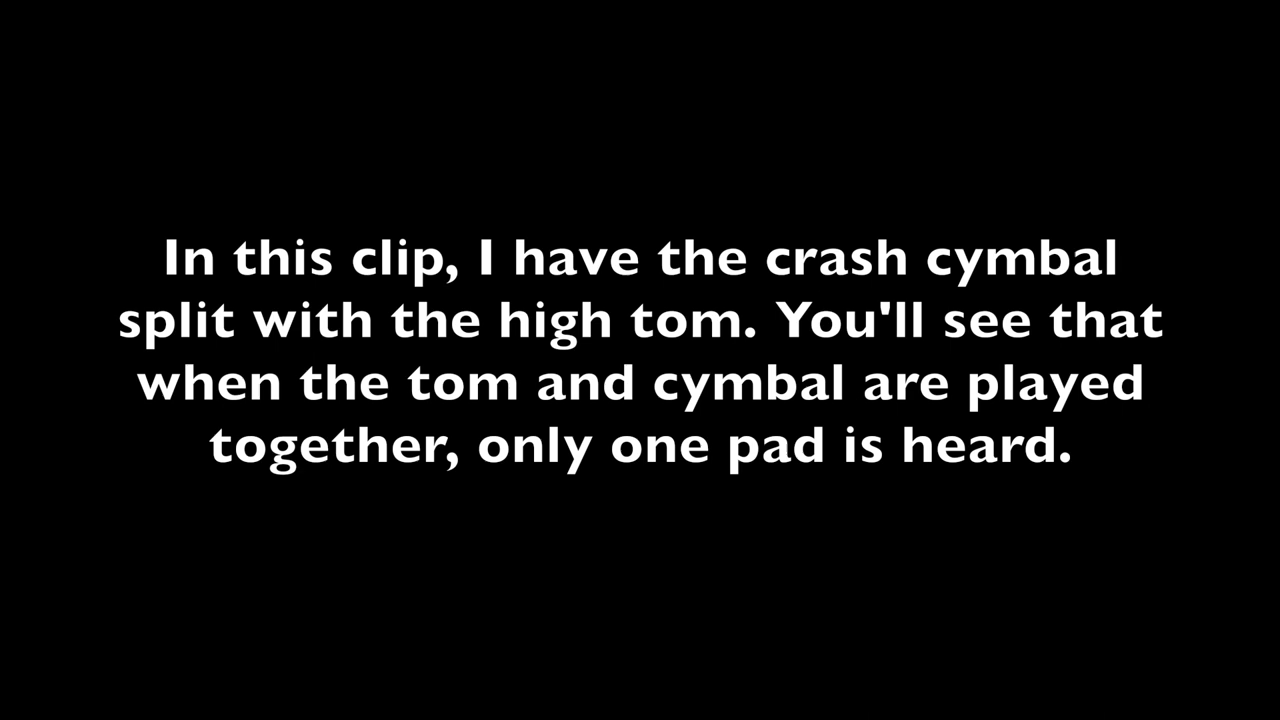 In this clip, I have the crash cymbal
split with the high tom. You'll see that
when the tom and cymbal are played
together, only one pad is heard.